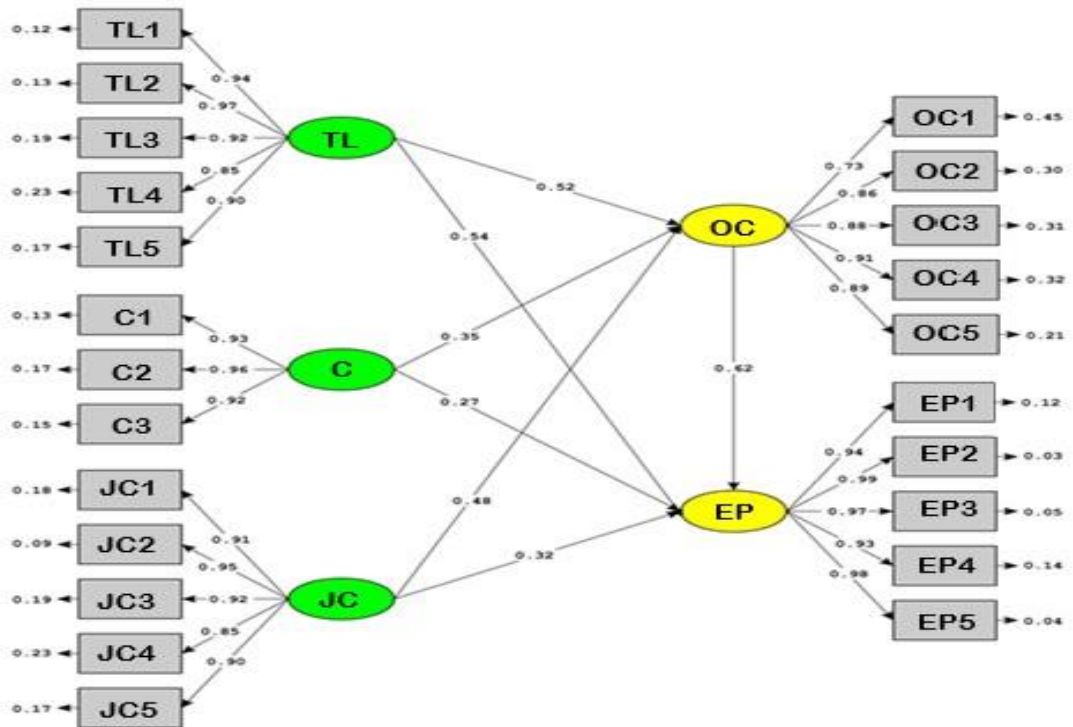 0.12 TL1
0.94
0.13 TL2
0.97
0.19 TL3 0.92 TL
0.85
0.23 TL4
0.90
0.17 TL5
0.13 C1
0.93
0.17 C2 0.96 C
0.92
0.15 C3
0.18 JC1
0.91
0.09 JC2
0.95
0.19 JC3 0.92 JC
0.85
0.23 JC4
0.90
0.17 JC5
0.52
0.54
0.35
0.27
0.48
0.32
OC
0.62
EP
OC1 0.45
0.73
OC2 0.30
0.86
0.88 OC3 0.31
0.91
OC4 0.32
0.89
OC5 0.21
EP1 0.12
0.94
EP2 0.03
0.99
0.97 EP3 0.05
0.93
EP4 0.14
0.98
EP5 0.04